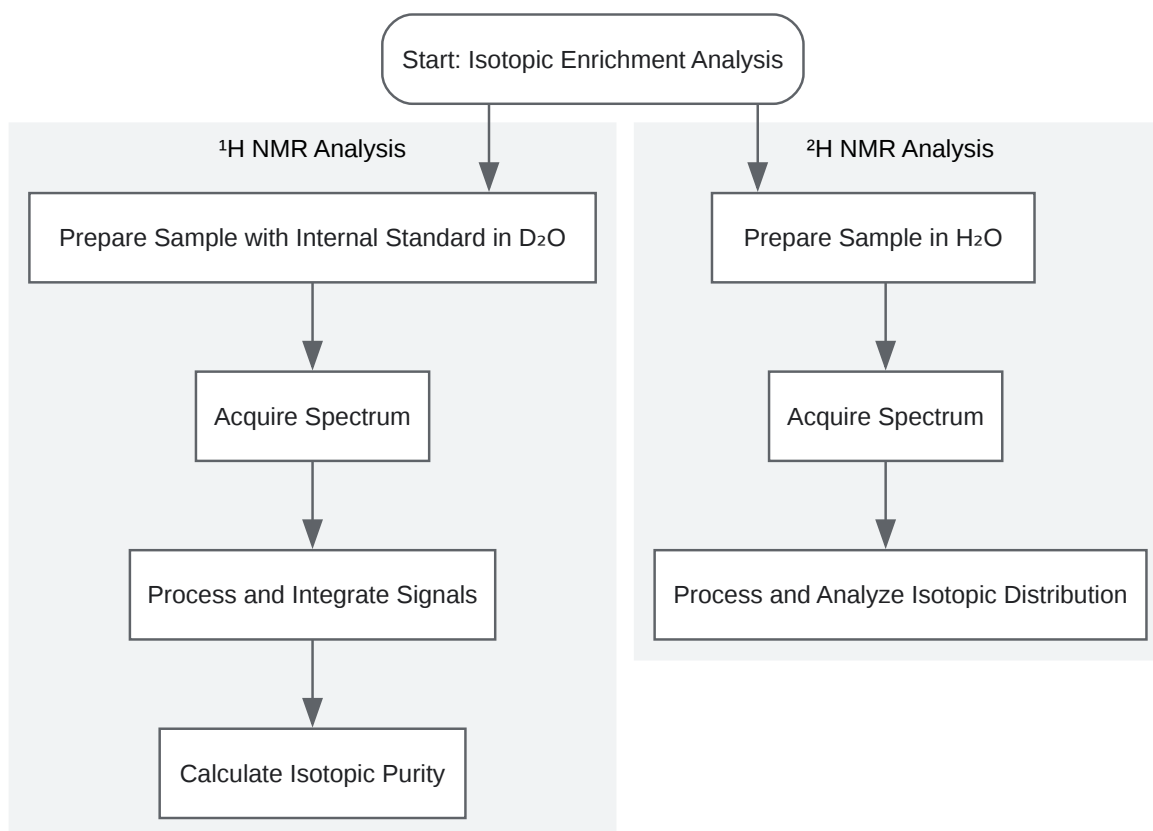 Start: Isotopic Enrichment Analysis
¹H NMR Analysis
Prepare Sample with Internal Standard in D₂O
Acquire Spectrum
Process and Integrate Signals
Calculate Isotopic Purity
²H NMR Analysis
Prepare Sample in H₂O
Acquire Spectrum
Process and Analyze Isotopic Distribution